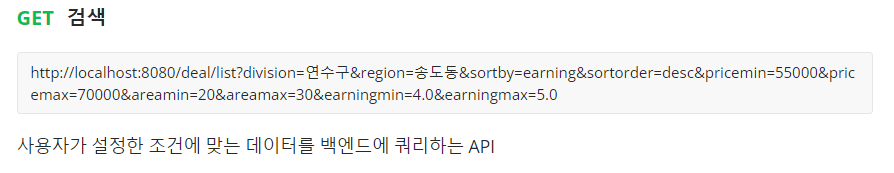 GET 검색
http://localhost:8080/deal/list?division=연수구&region=송도동&sortby=earning&sortorder=desc&pricemin=55000&pric
emax=70000&areamin=20&areamax=30&earningmin=4.0&earningmax=5.0
사용자가 설정한 조건에 맞는 데이터를 백엔드에 쿼리하는 API